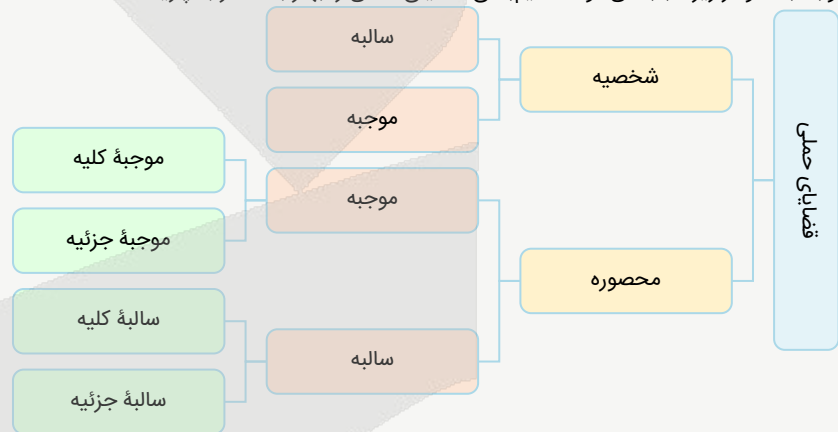 قضایای حملی
شخصیه
سالبه
موجبه
محصوره
موجبه
موجبهٔ کلیه
موجبهٔ جزئیه
سالبه
سالبهٔ کلیه
سالبهٔ جزئیه